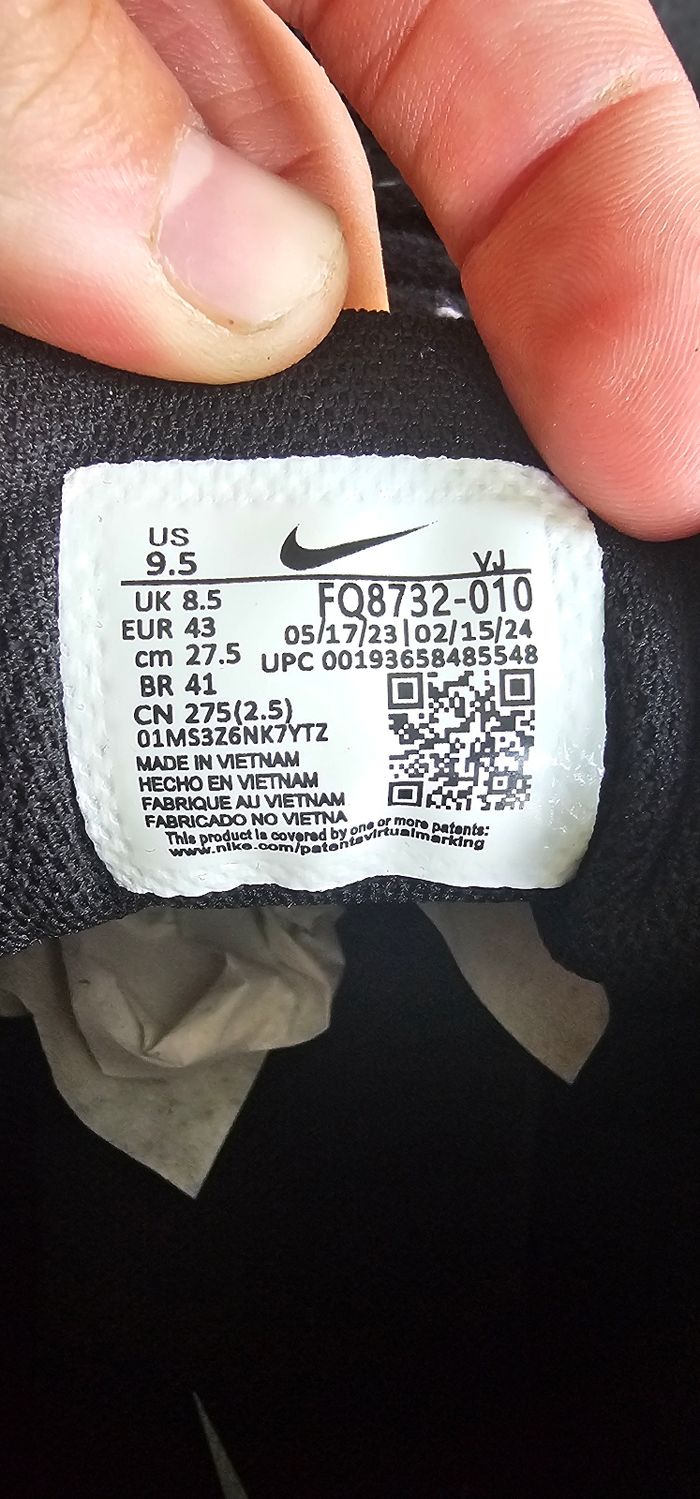 US
9.5
VJ
UK 8.5
FQ8732-010
EUR 43
05/17/23|02/15/24
cm 27.5
UPC 00193658485548
BR 41
CN 275(2.5)
01MS3Z6NK7YTZ
MADE IN VIETNAM
HECHO EN VIETNAM
FABRIQUE AU VIETNAM
FABRICADO NO VIETNA
This product is covered by one or more patents:
www.nike.com/patentsvirtualmarking